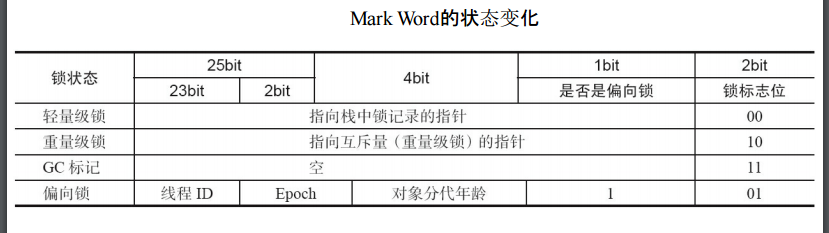 Mark Word的状态变化
锁状态 25bit 4bit 1bit 2bit
23bit 2bit 是否是偏向锁 锁标志位
轻量级锁 指向栈中锁记录的指针 00
重量级锁 指向互斥量（重量级锁）的指针 10
GC 标记 空 11
偏向锁 线程 ID Epoch 对象分代年龄 1 01